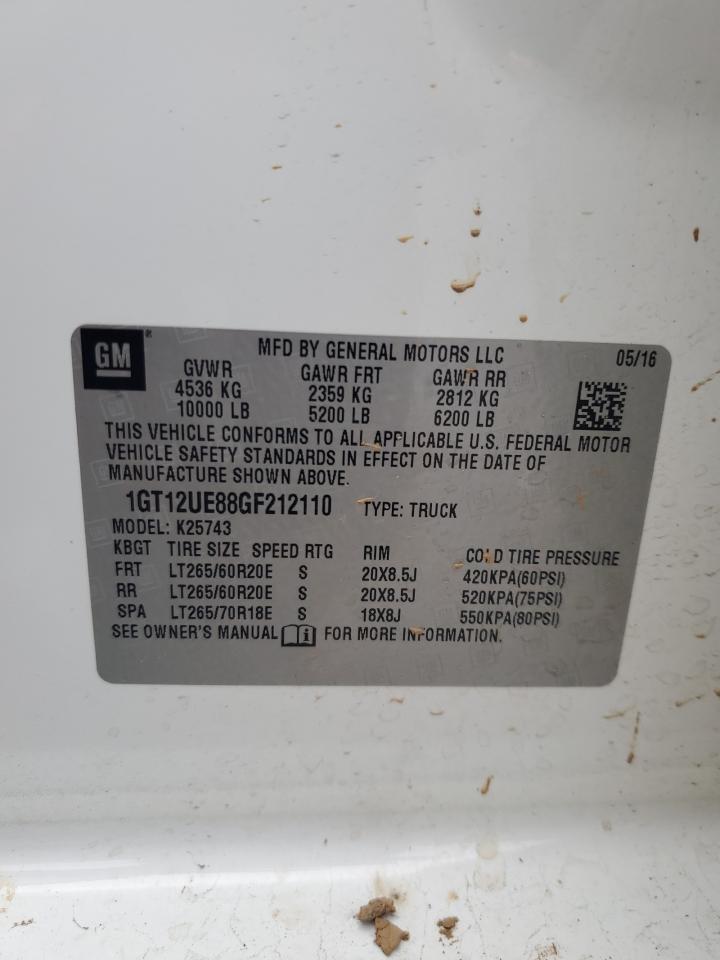 GM
MFD BY GENERAL MOTORS LLC 05/16
GVWR GAWR FRT GAWR RR
4536 KG 2359 KG 2812 KG
10000 LB 5200 LB 6200 LB
THIS VEHICLE CONFORMS TO ALL APPLICABLE U.S. FEDERAL MOTOR
VEHICLE SAFETY STANDARDS IN EFFECT ON THE DATE OF
MANUFACTURE SHOWN ABOVE.
1GT12UE88GF212110 TYPE: TRUCK
MODEL: K25743
KBGT TIRE SIZE SPEED RTG RIM COLD TIRE PRESSURE
FRT LT265/60R20E S 20X8.5J 420KPA(60PSI)
RR LT265/60R20E S 20X8.5J 520KPA(75PSI)
SPA LT265/70R18E S 18X8J 550KPA(80PSI)
SEE OWNER'S MANUAL FOR MORE INFORMATION.